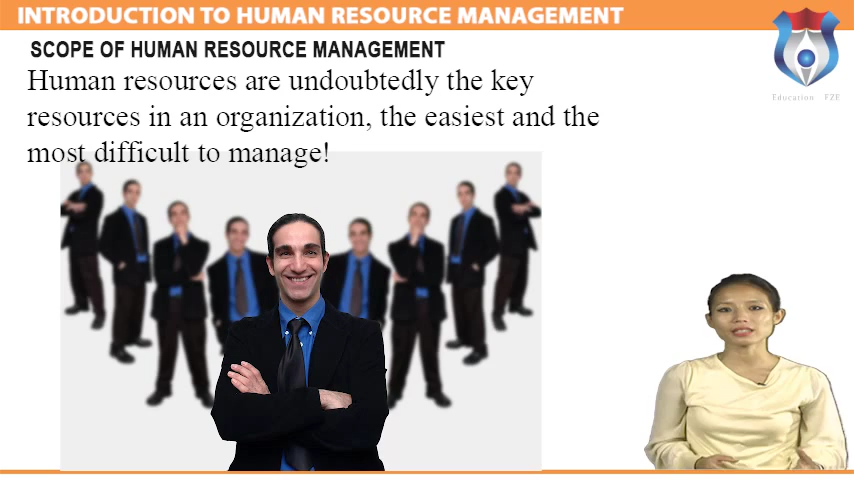 INTRODUCTION TO HUMAN RESOURCE MANAGEMENT
SCOPE OF HUMAN RESOURCE MANAGEMENT
Human resources are undoubtedly the key
resources in an organization, the easiest and the
most difficult to manage!
Education FZE